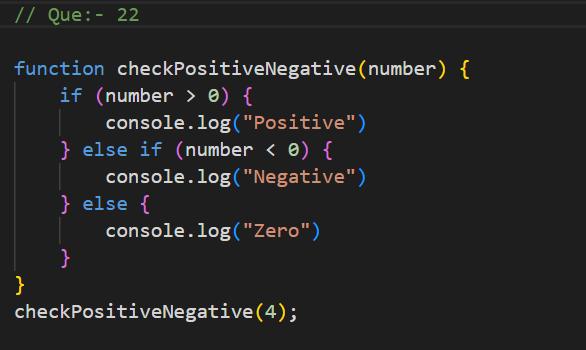 // Que:- 22
function checkPositiveNegative(number) {
    if (number > 0) {
        console.log("Positive")
    } else if (number < 0) {
        console.log("Negative")
    } else {
        console.log("Zero")
    }
}
checkPositiveNegative(4);